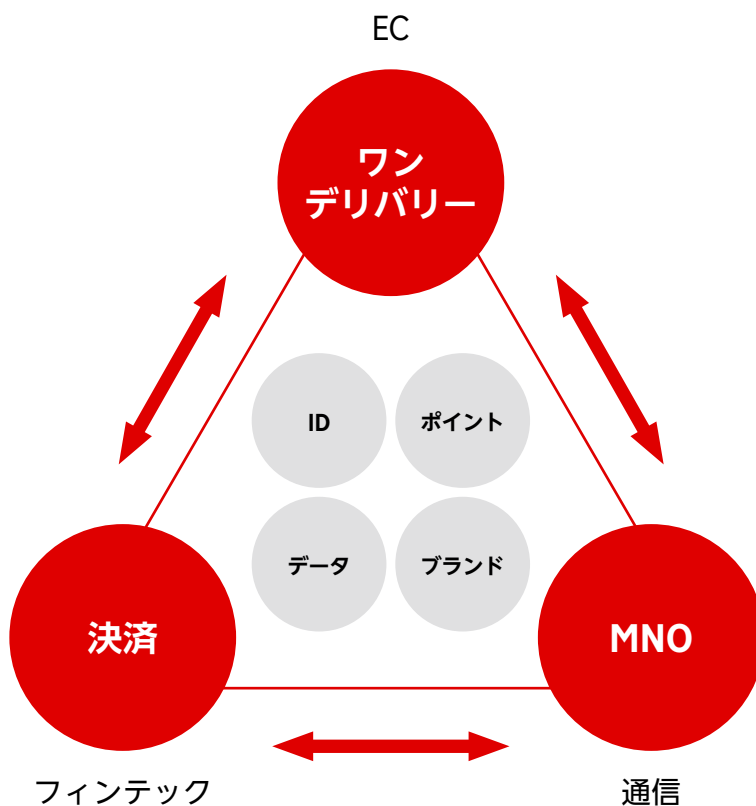 EC
ワン
デリバリー
ID
ポイント
データ
ブランド
決済
MNO
フィンテック
通信